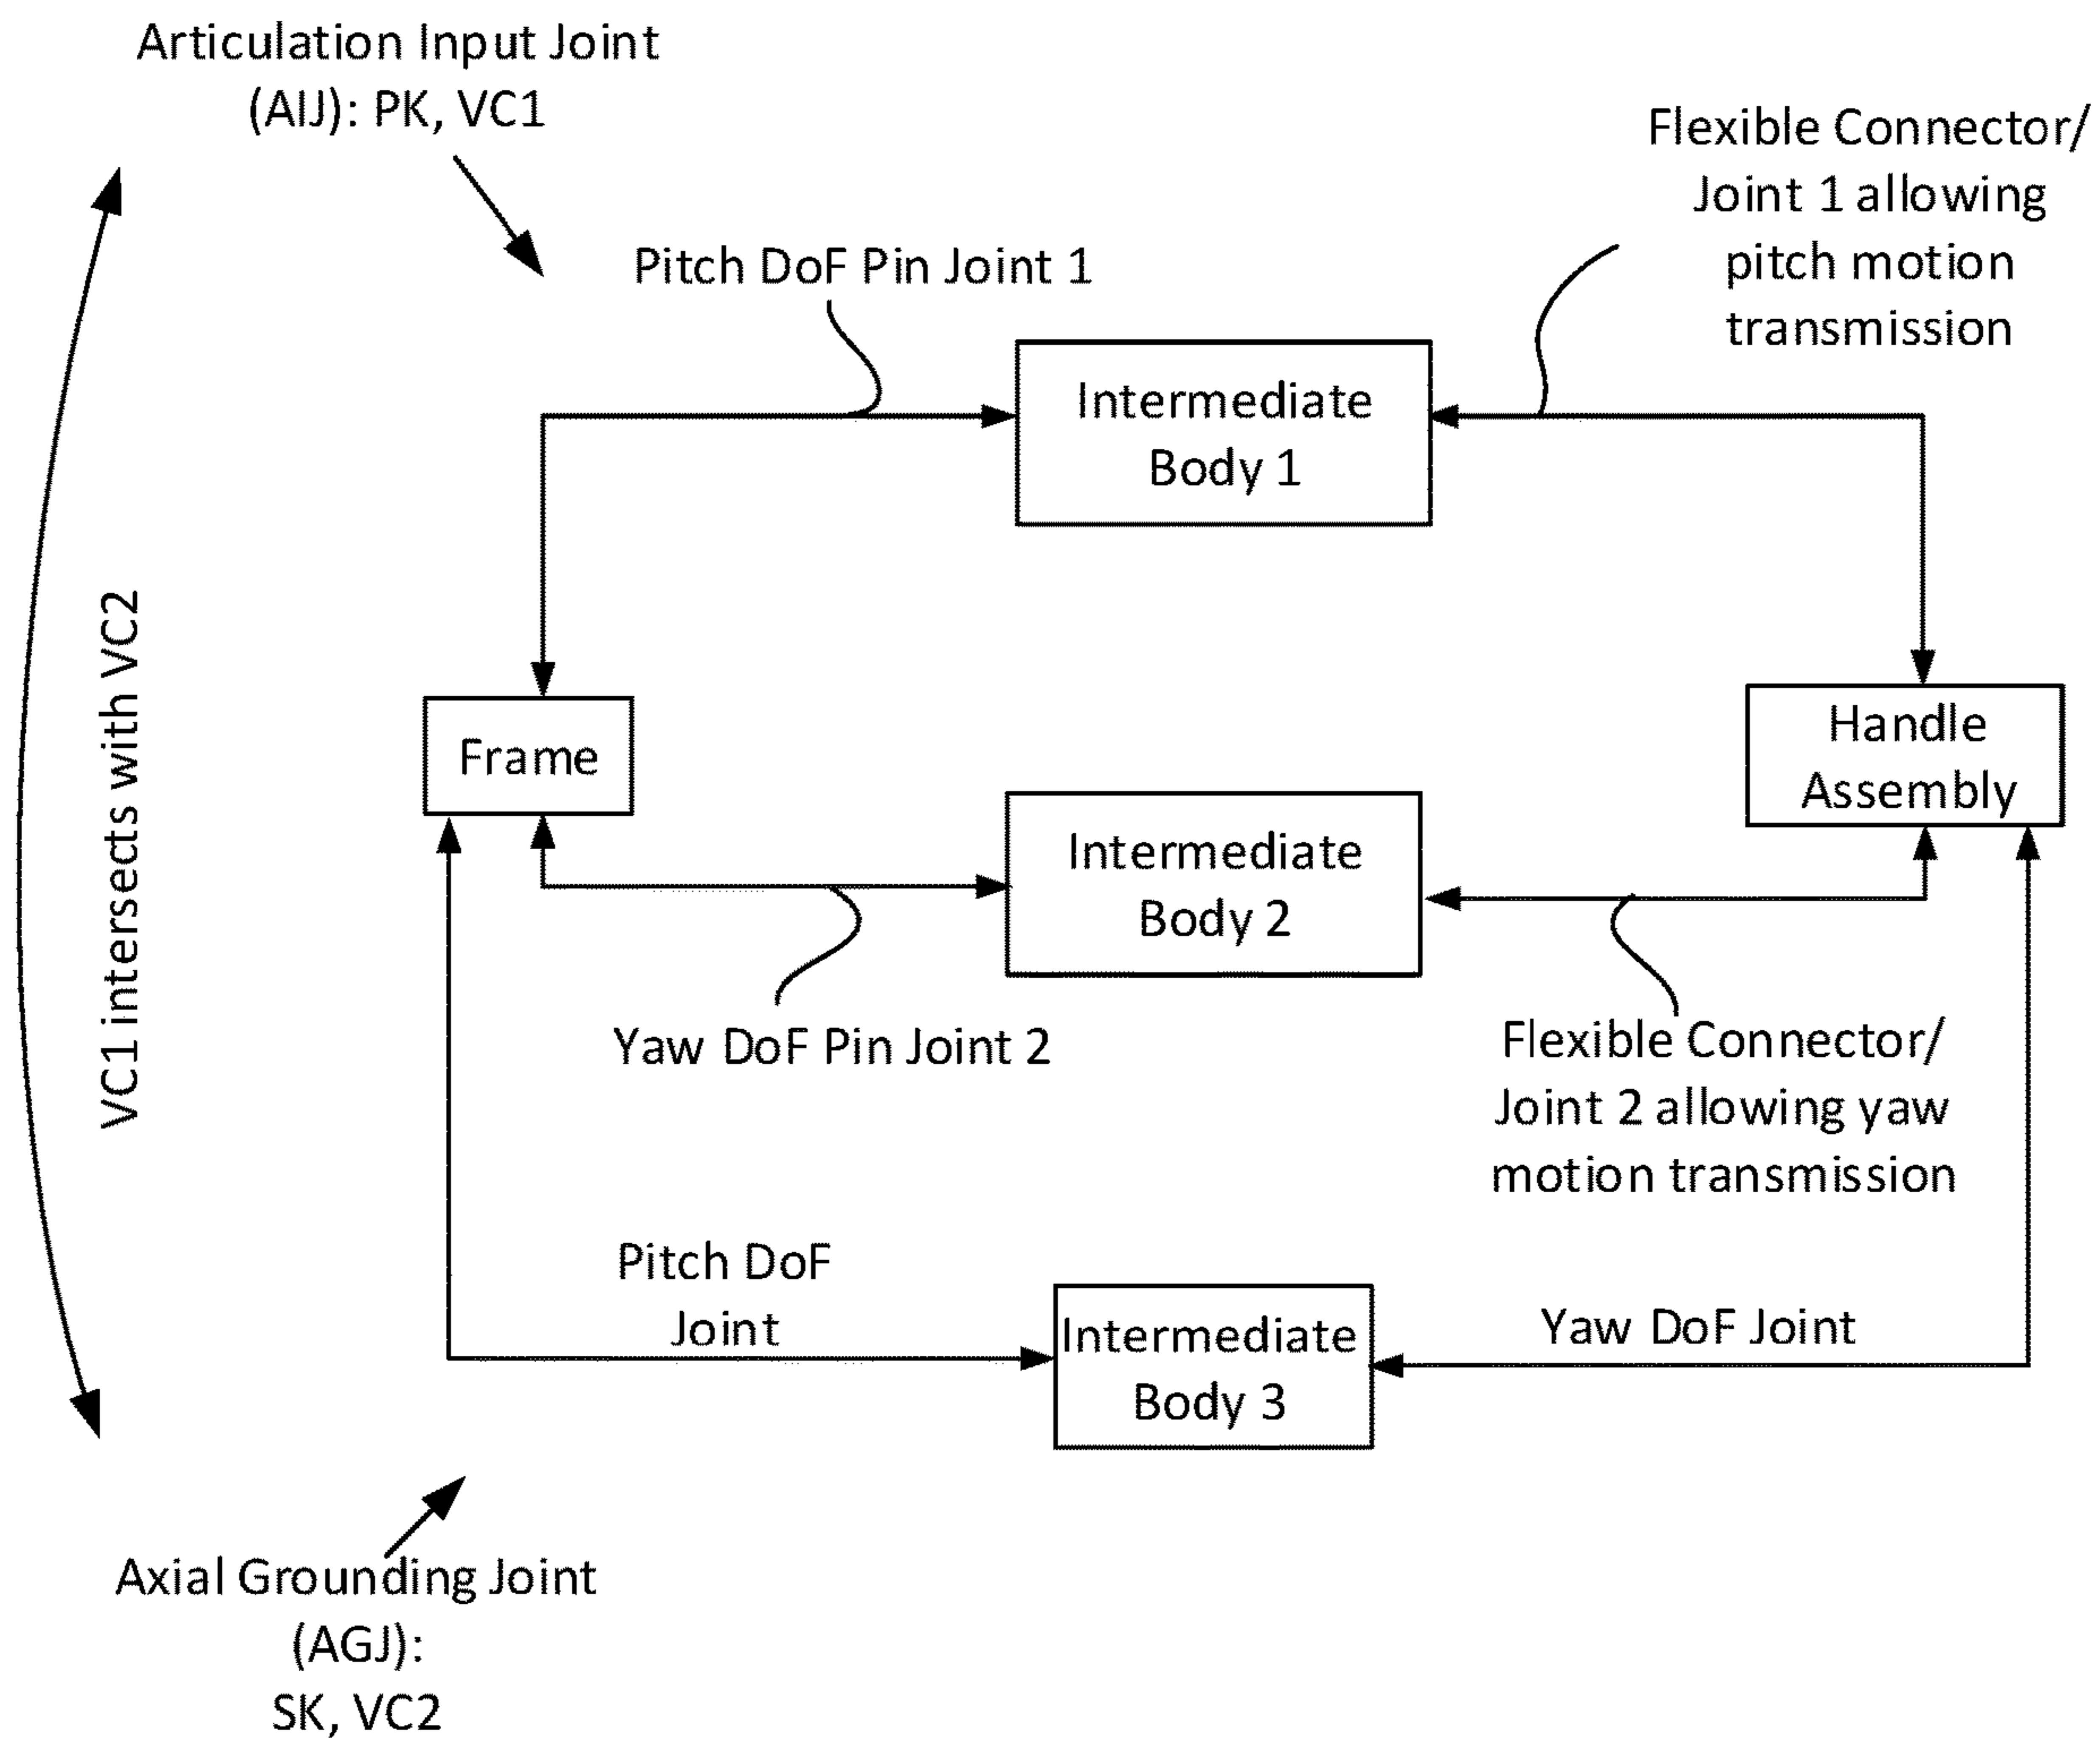 Articulation Input Joint
(AIJ): PK, VC1
Flexible Connector/
Joint 1 allowing
pitch motion
transmission
Pitch DoF Pin Joint 1
Intermediate
Body 1
VC1 intersects with VC2
Frame
Handle
Assembly
Intermediate
Body 2
Yaw DoF Pin Joint 2
Flexible Connector/
Joint 2 allowing yaw
motion transmission
Pitch DoF
Joint
Intermediate
Body 3
Yaw DoF Joint
Axial Grounding Joint
(AGJ):
SK, VC2